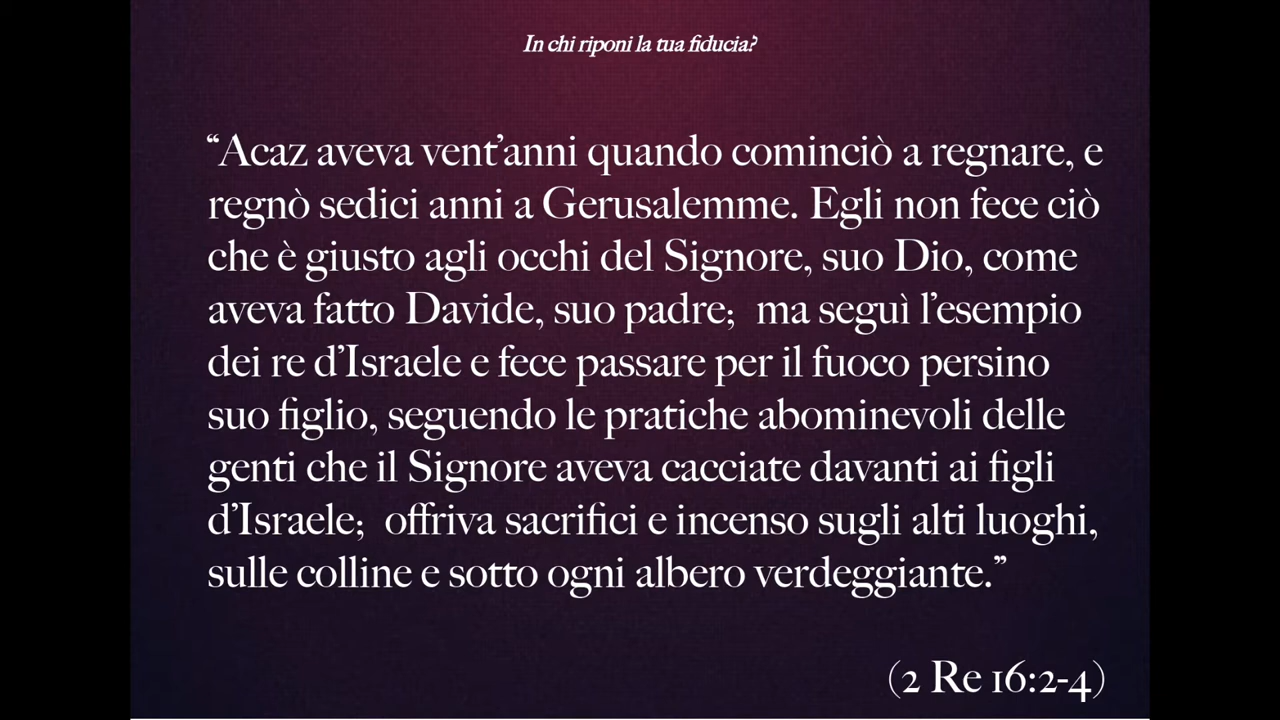 In chi riponi la tua fiducia?
“Acaz aveva vent’anni quando cominciò a regnare, e
regnò sedici anni a Gerusalemme. Egli non fece ciò
che è giusto agli occhi del Signore, suo Dio, come
aveva fatto Davide, suo padre;  ma seguì l’esempio
dei re d’Israele e fece passare per il fuoco persino
suo figlio, seguendo le pratiche abominevoli delle
genti che il Signore aveva cacciate davanti ai figli
d’Israele;  offriva sacrifici e incenso sugli alti luoghi,
sulle colline e sotto ogni albero verdeggiante.”
(2 Re 16:2-4)